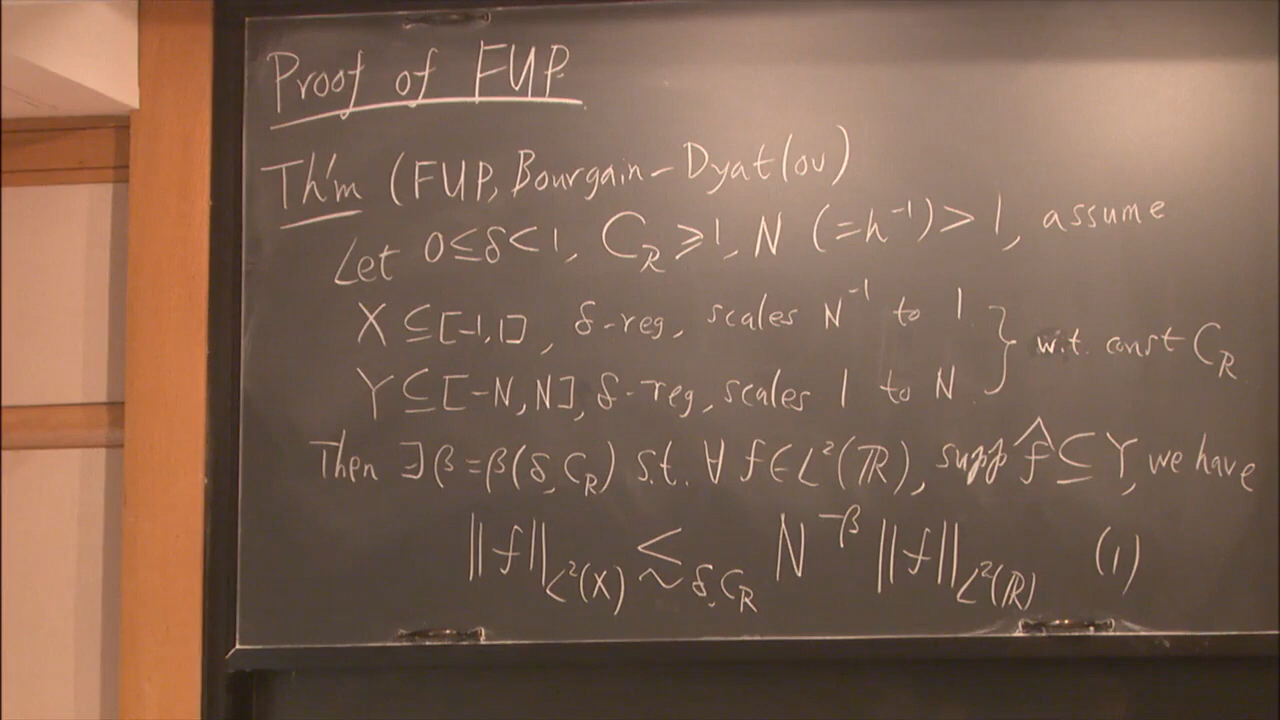 Proof of FUP
Th'm (FUP, Bourgain–Dyatlov)
Let 0≤δ<1, C_R ≥1, N (=h⁻¹) > 1, assume
X ⊆ [-1,1], δ-reg, scales N⁻¹ to 1 } w.t. const C_R
Y ⊆ [-N, N], δ-reg, scales 1 to N
Then ∃ β = β(δ, C_R) s.t. ∀ f ∈ L²(ℝ), supp f̂ ⊆ Y, we have
||f||_{L²(X)} ≲_{δ, C_R} N^{-β} ||f||_{L²(ℝ)} (1)